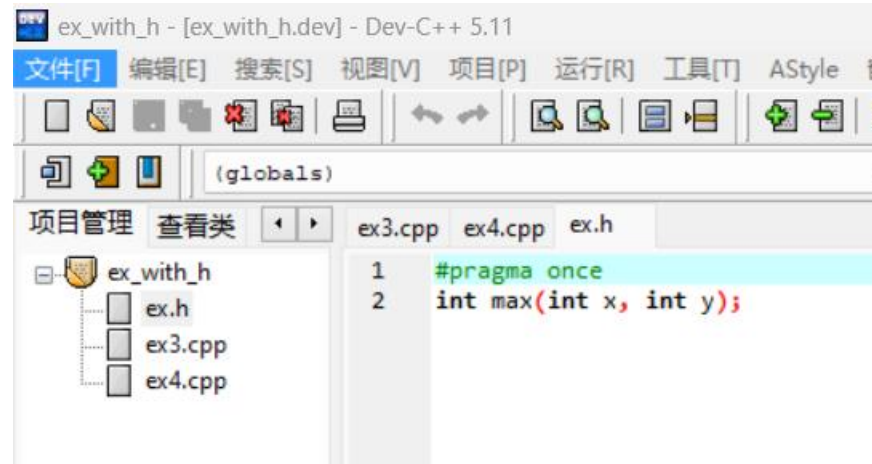 ex_with_h - [ex_with_h.dev] - Dev-C++ 5.11
文件[F] 编辑[E] 搜索[S] 视图[V] 项目[P] 运行[R] 工具[T] AStyle
(globals)
项目管理 查看类 ex3.cpp ex4.cpp ex.h
ex_with_h
ex.h
ex3.cpp
ex4.cpp
1 #pragma once
2 int max(int x, int y);